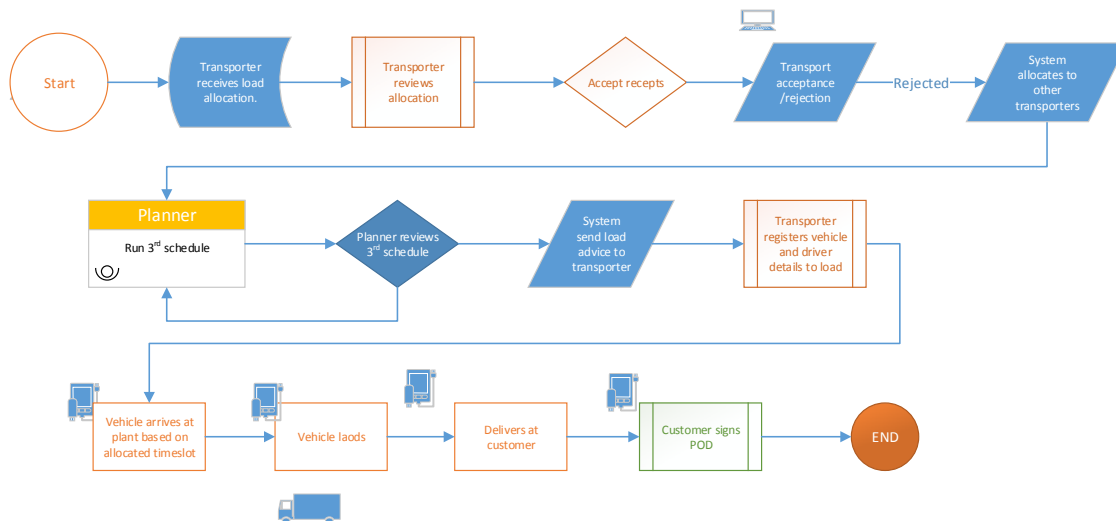 Start
Transporter
receives load
allocation.
Transporter
reviews
allocation
Accept recepts
Transport
acceptance
/rejection
Rejected
System
allocates to
other
transporters
Planner
Run 3rd schedule
Planner reviews
3rd schedule
System
send load
advice to
transporter
Transporter
registers vehicle
and driver
details to load
Vehicle arrives at
plant based on
allocated timeslot
Vehicle laods
Delivers at
customer
Customer signs
POD
END